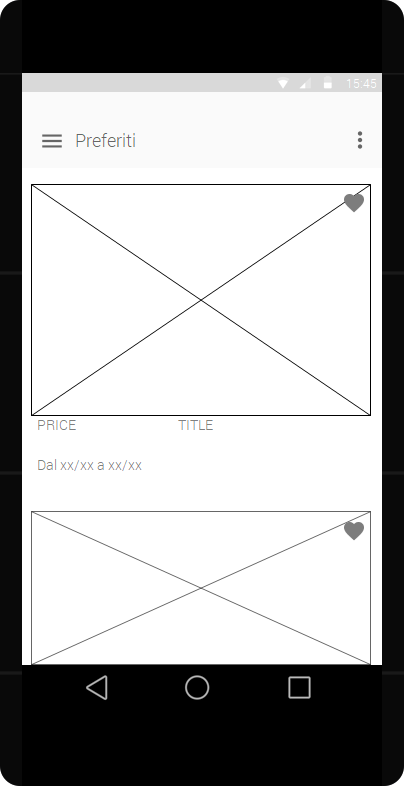 15:45
Preferiti
PRICE TITLE
Dal xx/xx a xx/xx